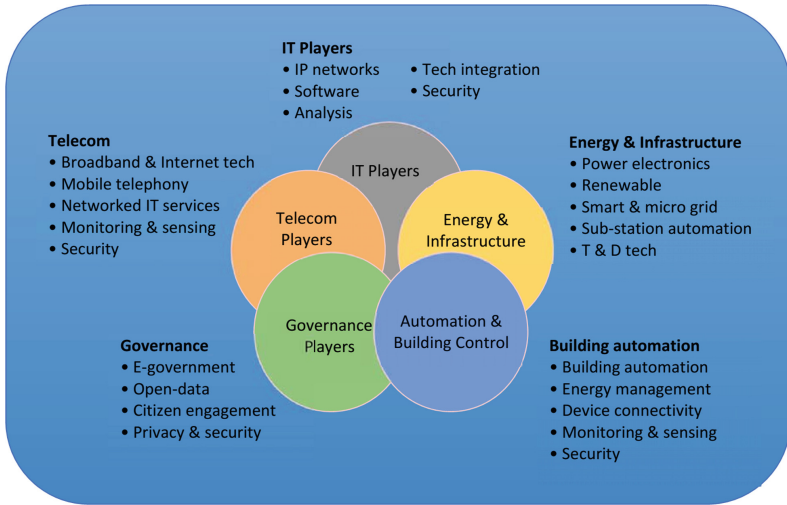 IT Players
• IP networks
• Software
• Analysis
• Tech integration
• Security
Telecom
• Broadband & Internet tech
• Mobile telephony
• Networked IT services
• Monitoring & sensing
• Security
Energy & Infrastructure
• Power electronics
• Renewable
• Smart & micro grid
• Sub-station automation
• T & D tech
IT Players
Telecom
Players
Energy &
Infrastructure
Governance
Players
Automation &
Building Control
Governance
• E-government
• Open-data
• Citizen engagement
• Privacy & security
Building automation
• Building automation
• Energy management
• Device connectivity
• Monitoring & sensing
• Security